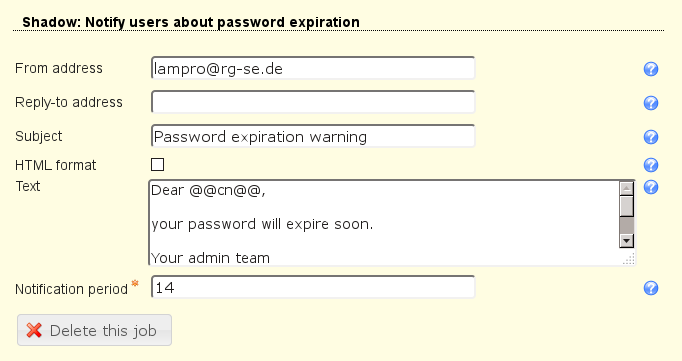 Shadow: Notify users about password expiration
From address lampro@rg-se.de
Reply-to address
Subject Password expiration warning
HTML format
Text Dear @@cn@@,
your password will expire soon.
Your admin team
Notification period * 14
Delete this job